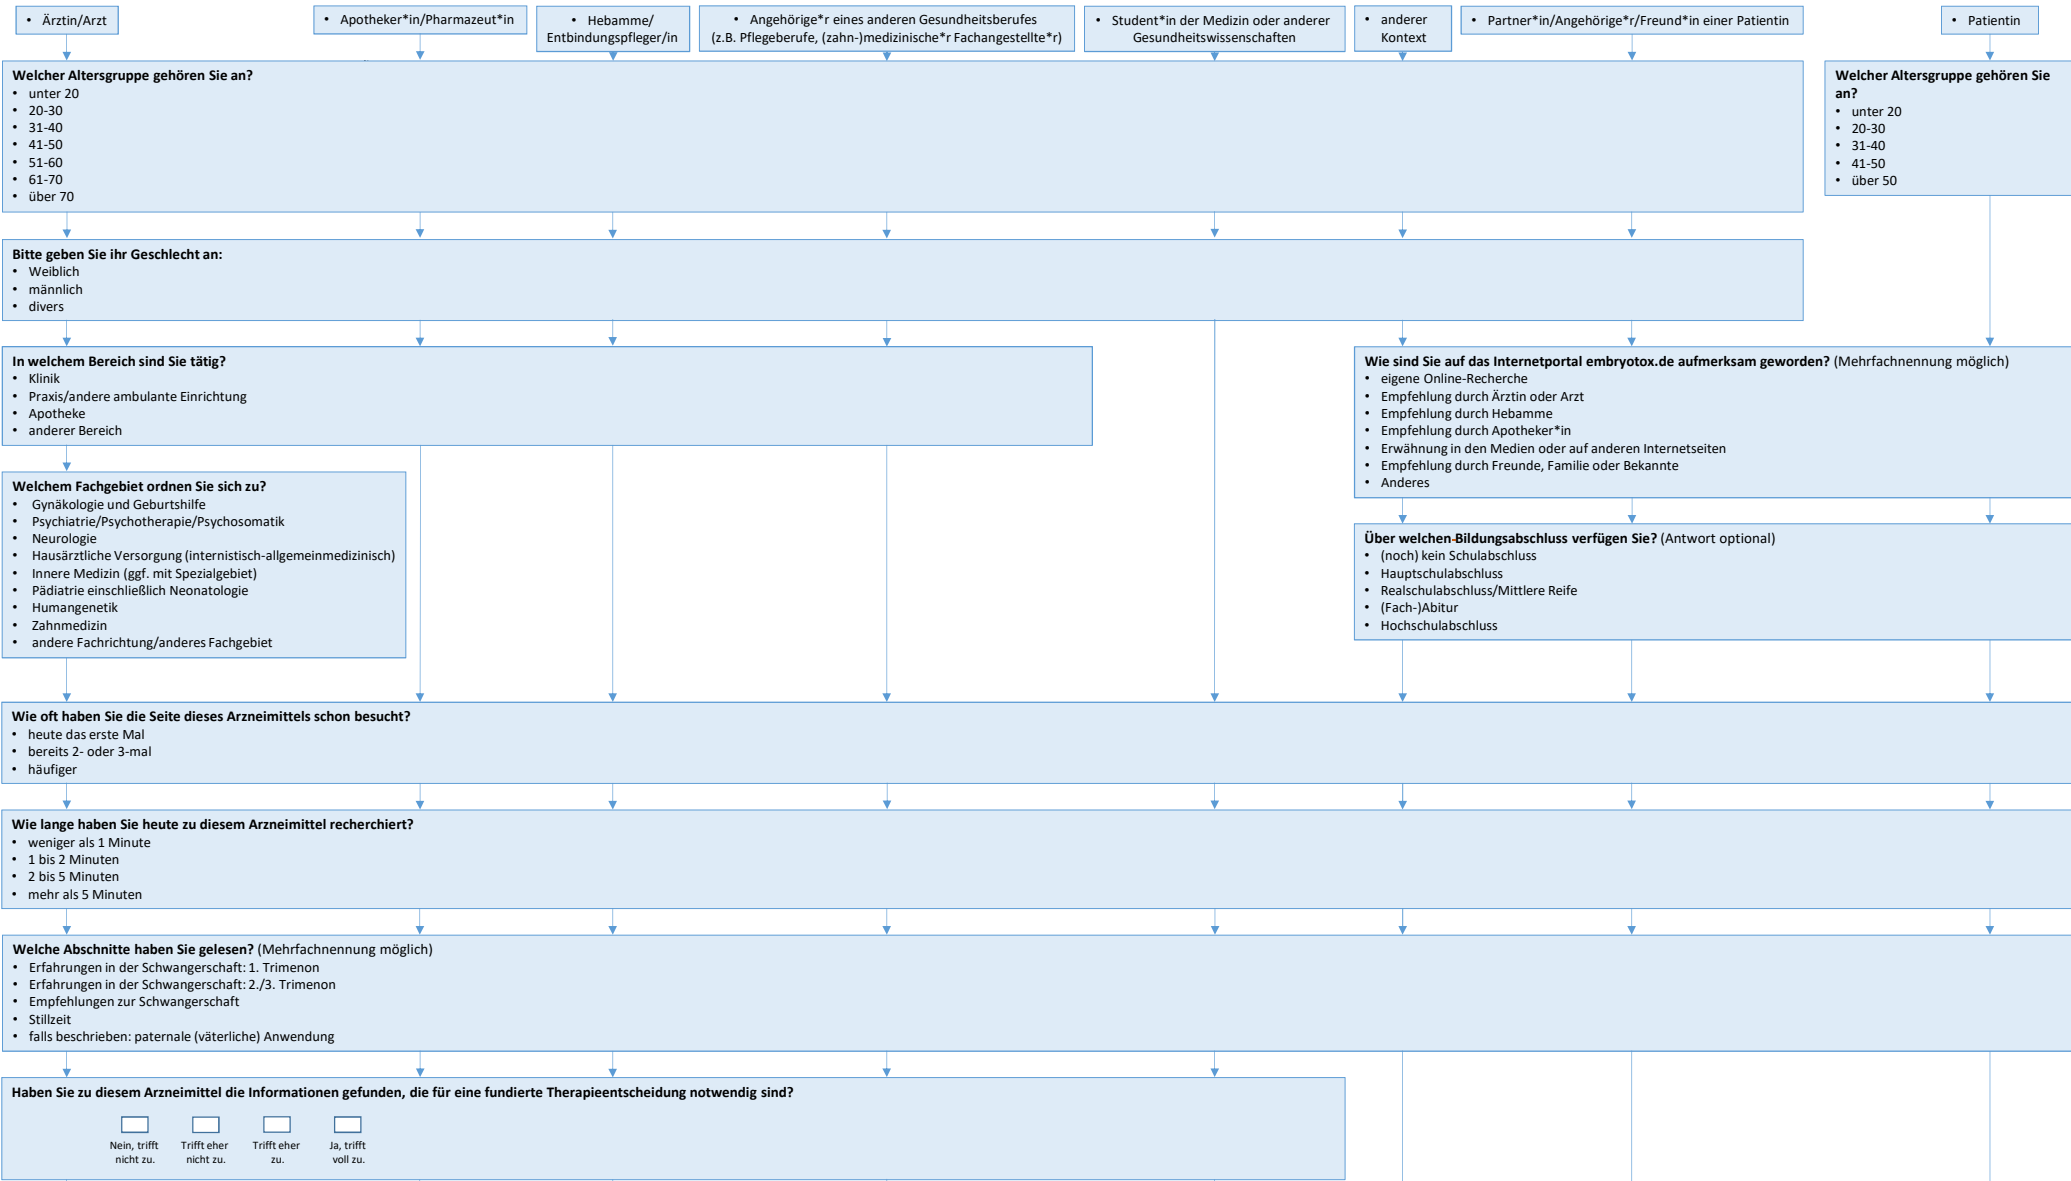 • Ärztin/Arzt
• Apotheker*in/Pharmazeut*in
• Hebamme/
Entbindungspfleger/in
• Angehörige*r eines anderen Gesundheitsberufes
(z.B. Pflegeberufe, (zahn-)medizinische*r Fachangestellte*r)
• Student*in der Medizin oder anderer
Gesundheitswissenschaften
• anderer
Kontext
• Partner*in/Angehörige*r/Freund*in einer Patientin
• Patientin
Welcher Altersgruppe gehören Sie an?
• unter 20
• 20-30
• 31-40
• 41-50
• 51-60
• 61-70
• über 70
Welcher Altersgruppe gehören Sie
an?
• unter 20
• 20-30
• 31-40
• 41-50
• über 50
Bitte geben Sie ihr Geschlecht an:
• Weiblich
• männlich
• divers
In welchem Bereich sind Sie tätig?
• Klinik
• Praxis/andere ambulante Einrichtung
• Apotheke
• anderer Bereich
Wie sind Sie auf das Internetportal embryotox.de aufmerksam geworden? (Mehrfachnennung möglich)
• eigene Online-Recherche
• Empfehlung durch Ärztin oder Arzt
• Empfehlung durch Hebamme
• Empfehlung durch Apotheker*in
• Erwähnung in den Medien oder auf anderen Internetseiten
• Empfehlung durch Freunde, Familie oder Bekannte
• Anderes
Welchem Fachgebiet ordnen Sie sich zu?
• Gynäkologie und Geburtshilfe
• Psychiatrie/Psychotherapie/Psychosomatik
• Neurologie
• Hausärztliche Versorgung (internistisch-allgemeinmedizinisch)
• Innere Medizin (ggf. mit Spezialgebiet)
• Pädiatrie einschließlich Neonatologie
• Humangenetik
• Zahnmedizin
• andere Fachrichtung/anderes Fachgebiet
Über welchen Bildungsabschluss verfügen Sie? (Antwort optional)
• (noch) kein Schulabschluss
• Hauptschulabschluss
• Realschulabschluss/Mittlere Reife
• (Fach-)Abitur
• Hochschulabschluss
Wie oft haben Sie die Seite dieses Arzneimittels schon besucht?
• heute das erste Mal
• bereits 2- oder 3-mal
• häufiger
Wie lange haben Sie heute zu diesem Arzneimittel recherchiert?
• weniger als 1 Minute
• 1 bis 2 Minuten
• 2 bis 5 Minuten
• mehr als 5 Minuten
Welche Abschnitte haben Sie gelesen? (Mehrfachnennung möglich)
• Erfahrungen in der Schwangerschaft: 1. Trimenon
• Erfahrungen in der Schwangerschaft: 2./3. Trimenon
• Empfehlungen zur Schwangerschaft
• Stillzeit
• falls beschrieben: paternale (väterliche) Anwendung
Haben Sie zu diesem Arzneimittel die Informationen gefunden, die für eine fundierte Therapieentscheidung notwendig sind?
Nein, trifft
nicht zu.
Trifft eher
nicht zu.
Trifft eher
zu.
Ja, trifft
voll zu.